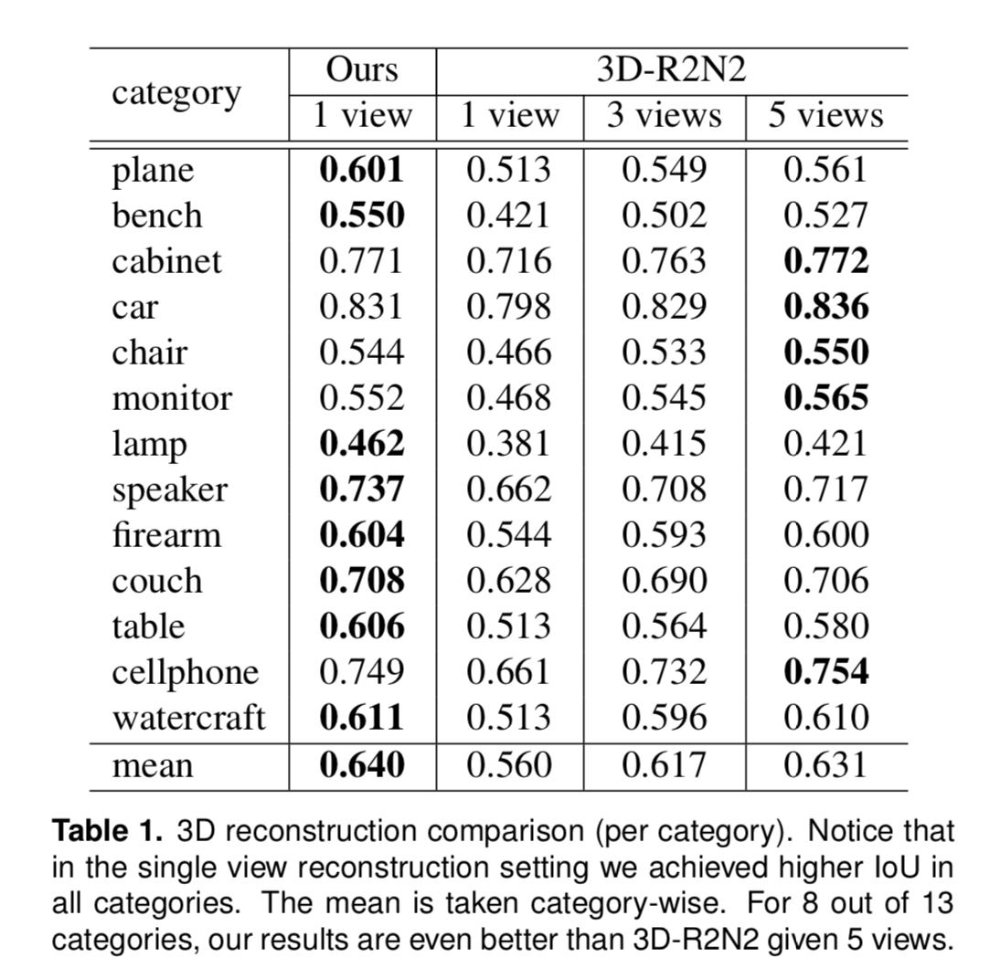 category Ours 3D-R2N2
1 view 1 view 3 views 5 views
plane 0.601 0.513 0.549 0.561
bench 0.550 0.421 0.502 0.527
cabinet 0.771 0.716 0.763 0.772
car 0.831 0.798 0.829 0.836
chair 0.544 0.466 0.533 0.550
monitor 0.552 0.468 0.545 0.565
lamp 0.462 0.381 0.415 0.421
speaker 0.737 0.662 0.708 0.717
firearm 0.604 0.544 0.593 0.600
couch 0.708 0.628 0.690 0.706
table 0.606 0.513 0.564 0.580
cellphone 0.749 0.661 0.732 0.754
watercraft 0.611 0.513 0.596 0.610
mean 0.640 0.560 0.617 0.631
Table 1. 3D reconstruction comparison (per category). Notice that
in the single view reconstruction setting we achieved higher IoU in
all categories. The mean is taken category-wise. For 8 out of 13
categories, our results are even better than 3D-R2N2 given 5 views.